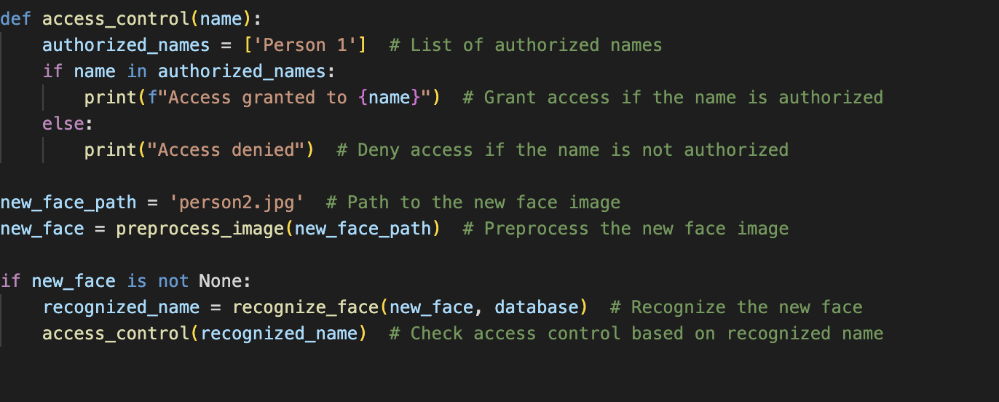 def access_control(name):
    authorized_names = ['Person 1']  # List of authorized names
    if name in authorized_names:
        print(f"Access granted to {name}")  # Grant access if the name is authorized
    else:
        print("Access denied")  # Deny access if the name is not authorized

new_face_path = 'person2.jpg'  # Path to the new face image
new_face = preprocess_image(new_face_path)  # Preprocess the new face image

if new_face is not None:
    recognized_name = recognize_face(new_face, database)  # Recognize the new face
    access_control(recognized_name)  # Check access control based on recognized name